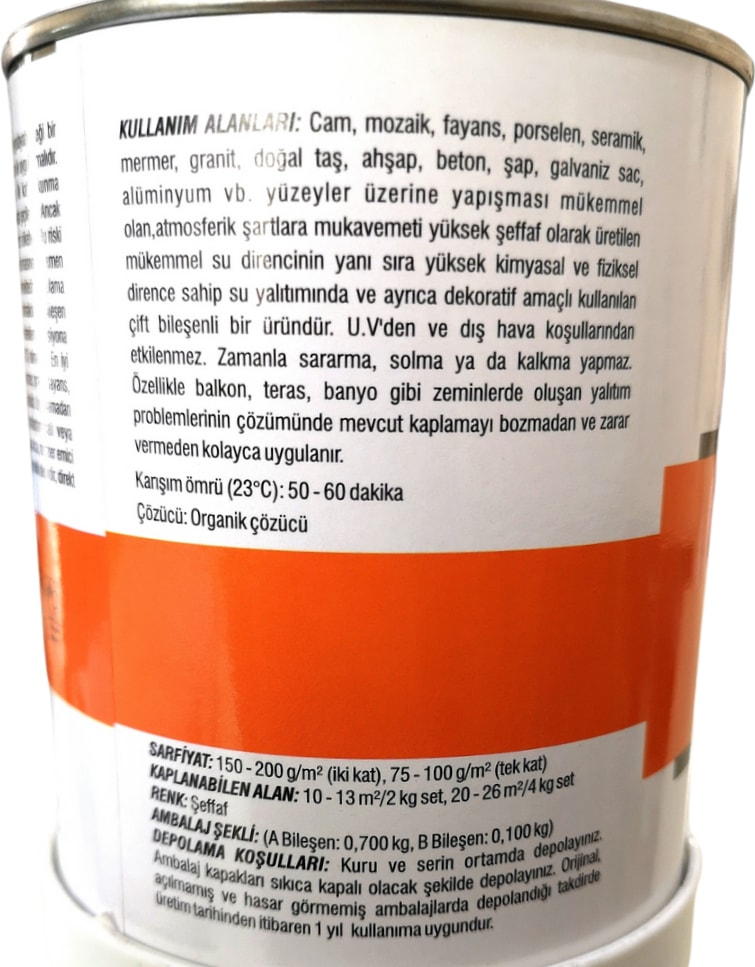 KULLANIM ALANLARI: Cam, mozaik, fayans, porselen, seramik,
mermer, granit, doğal taş, ahşap, beton, şap, galvaniz sac,
alüminyum vb. yüzeyler üzerine yapışması mükemmel
olan,atmosferik şartlara mukavemeti yüksek şeffaf olarak üretilen
mükemmel su direncinin yanı sıra yüksek kimyasal ve fiziksel
dirence sahip su yalıtımında ve ayrıca dekoratif amaçlı kullanılan
çift bileşenli bir üründür. U.V'den ve dış hava koşullarından
etkilenmez. Zamanla sararma, solma ya da kalkma yapmaz.
Özellikle balkon, teras, banyo gibi zeminlerde oluşan yalıtım
problemlerinin çözümünde mevcut kaplamayı bozmadan ve zarar
vermeden kolayca uygulanır.
Karışım ömrü (23°C): 50 - 60 dakika
Çözücü: Organik çözücü
SARFİYAT: 150 - 200 g/m² (iki kat), 75 - 100 g/m² (tek kat)
KAPLANABİLEN ALAN: 10 - 13 m²/2 kg set, 20 - 26 m²/4 kg set
RENK: Şeffaf
AMBALAJ ŞEKLİ: (A Bileşen: 0,700 kg, B Bileşen: 0,100 kg)
DEPOLAMA KOŞULLARI: Kuru ve serin ortamda depolayınız.
Ambalaj kapakları sıkıca kapalı olacak şekilde depolayınız. Orijinal,
açılmamış ve hasar görmemiş ambalajlarda depolandığı takdirde
üretim tarihinden itibaren 1 yıl kullanıma uygundur.